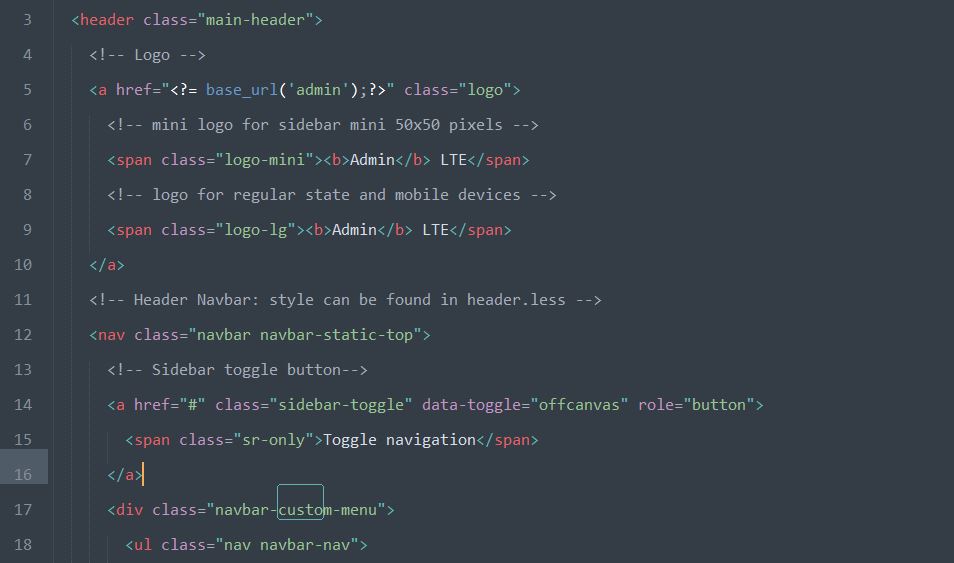 3 <header class="main-header">
4 <!-- Logo -->
5 <a href="<?= base_url('admin');?>" class="logo">
6 <!-- mini logo for sidebar mini 50x50 pixels -->
7 <span class="logo-mini"><b>Admin</b> LTE</span>
8 <!-- logo for regular state and mobile devices -->
9 <span class="logo-lg"><b>Admin</b> LTE</span>
10 </a>
11 <!-- Header Navbar: style can be found in header.less -->
12 <nav class="navbar navbar-static-top">
13 <!-- Sidebar toggle button-->
14 <a href="#" class="sidebar-toggle" data-toggle="offcanvas" role="button">
15 <span class="sr-only">Toggle navigation</span>
16 </a>
17 <div class="navbar-custom-menu">
18 <ul class="nav navbar-nav">